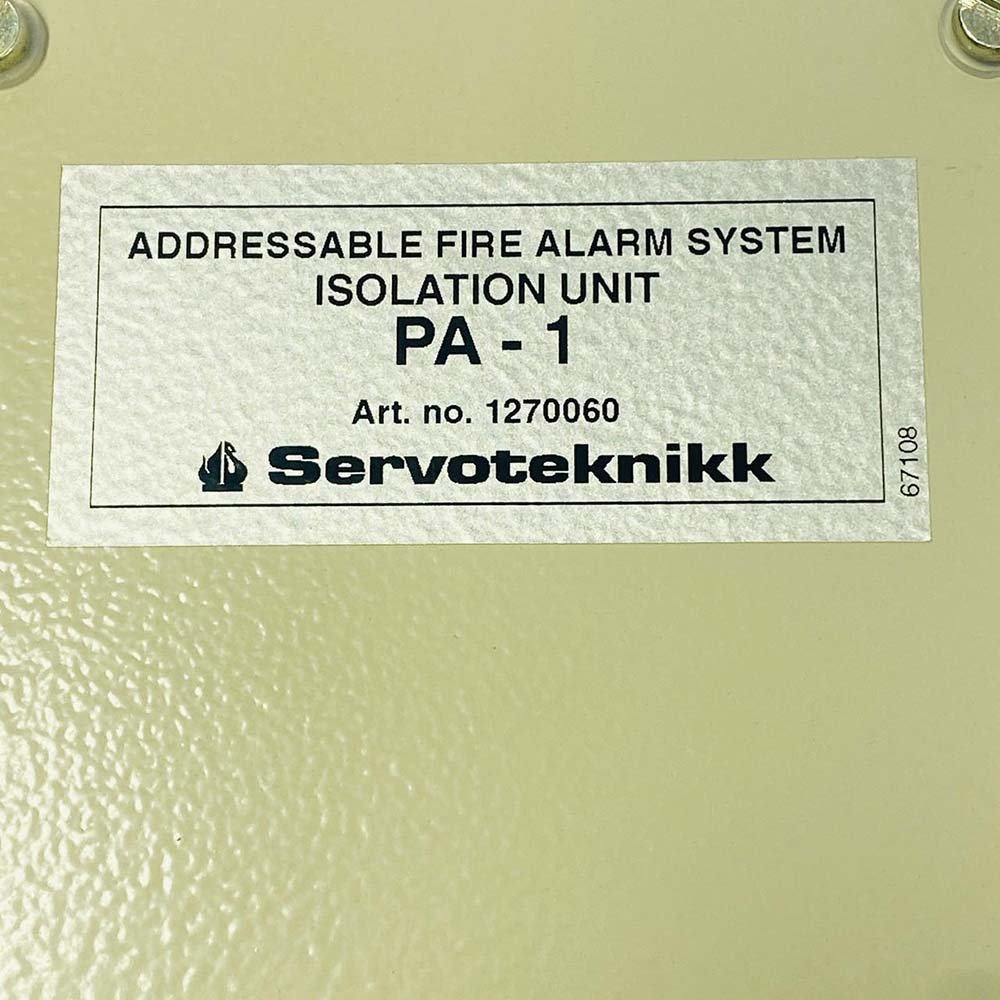 ADDRESSABLE FIRE ALARM SYSTEM
ISOLATION UNIT
PA - 1
Art. no. 1270060
Servoteknikk
67108